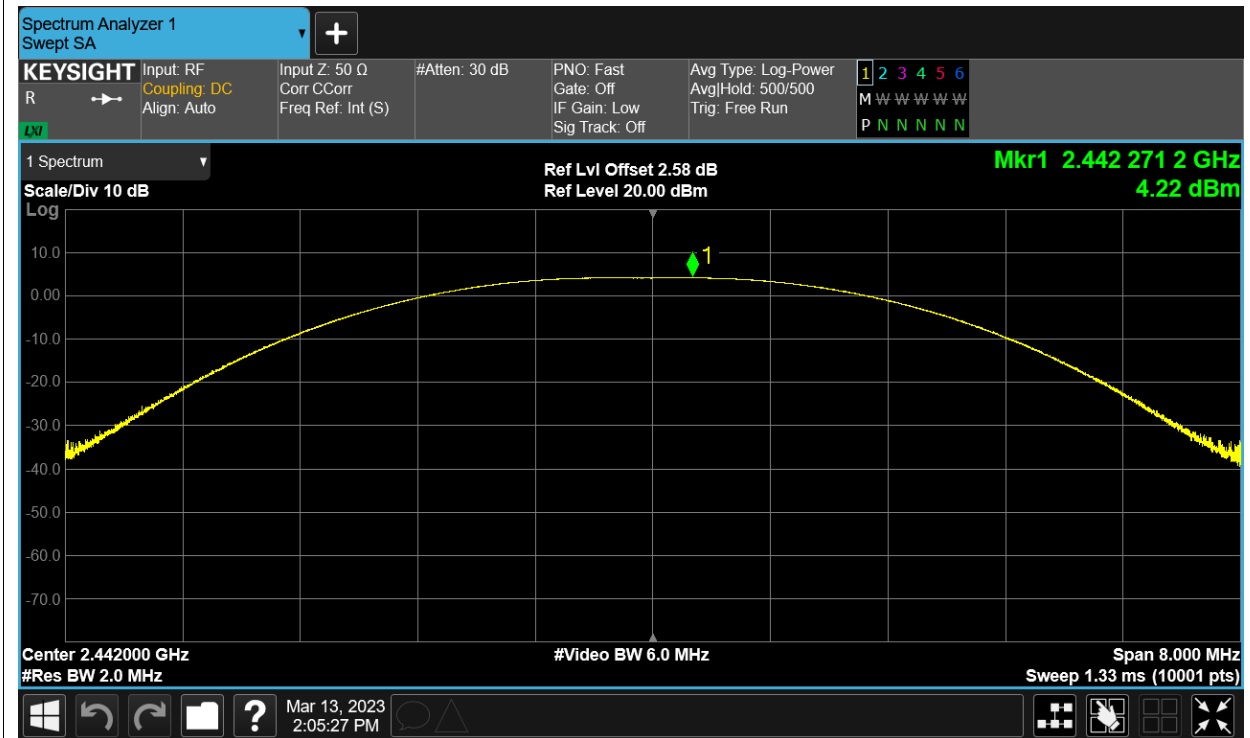 Spectrum Analyzer 1
Swept SA
KEYSIGHT
R
LXI
Input: RF
Coupling: DC
Align: Auto
Input Z: 50 Ω
Corr CCorr
Freq Ref: Int (S)
#Atten: 30 dB
PNO: Fast
Gate: Off
IF Gain: Low
Sig Track: Off
Avg Type: Log-Power
Avg|Hold: 500/500
Trig: Free Run
1 2 3 4 5 6
M W W W W W
P N N N N N
1 Spectrum
Scale/Div 10 dB
Ref Lvl Offset 2.58 dB
Ref Level 20.00 dBm
Mkr1 2.442 271 2 GHz
4.22 dBm
Log
10.0
0.00
-10.0
-20.0
-30.0
-40.0
-50.0
-60.0
-70.0
1
Center 2.442000 GHz
#Res BW 2.0 MHz
#Video BW 6.0 MHz
Span 8.000 MHz
Sweep 1.33 ms (10001 pts)
?
Mar 13, 2023
2:05:27 PM